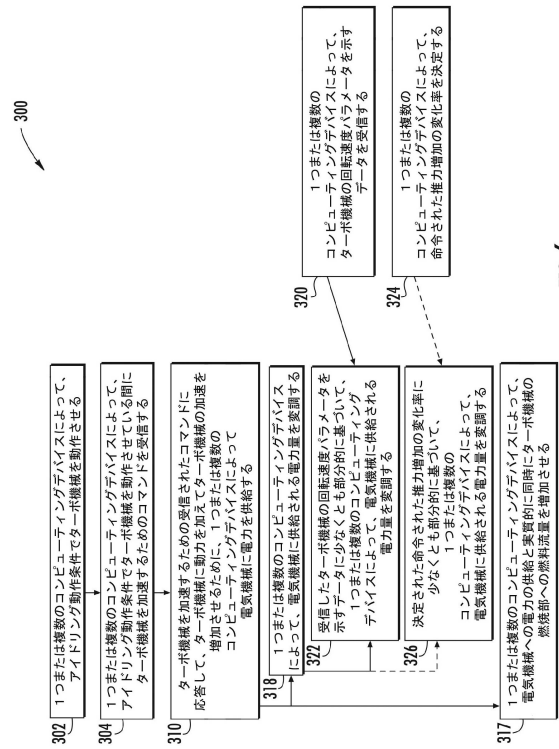 300
302
1つまたは複数のコンピューティングデバイスによって、
アイドリング動作条件でターボ機械を動作させる
304
1つまたは複数のコンピューティングデバイスによって、
アイドリング動作条件でターボ機械を動作させている間に
ターボ機械を加速するためのコマンドを受信する
310
ターボ機械を加速するための受信されたコマンドに
応答して、ターボ機械に動力を加えてターボ機械の加速を
増加させるために、1つまたは複数の
コンピューティングデバイスによって
電気機械に電力を供給する
318
1つまたは複数のコンピューティングデバイス
によって、電気機械に供給される電力量を変調する
320
1つまたは複数の
コンピューティングデバイスによって、
ターボ機械の回転速度パラメータを示す
データを受信する
322
受信したターボ機械の回転速度パラメータを
示すデータに少なくとも部分的に基づいて、
1つまたは複数のコンピューティング
デバイスによって、電気機械に供給される
電力量を変調する
324
1つまたは複数の
コンピューティングデバイスによって、
命令された推力増加の変化率を決定する
326
決定された命令された推力増加の変化率に
少なくとも部分的に基づいて、
1つまたは複数の
コンピューティングデバイスによって、
電気機械に供給される電力量を変調する
317
1つまたは複数のコンピューティングデバイスによって、
電気機械への電力の供給と実質的に同時にターボ機械の
燃焼部への燃料流量を増加させる